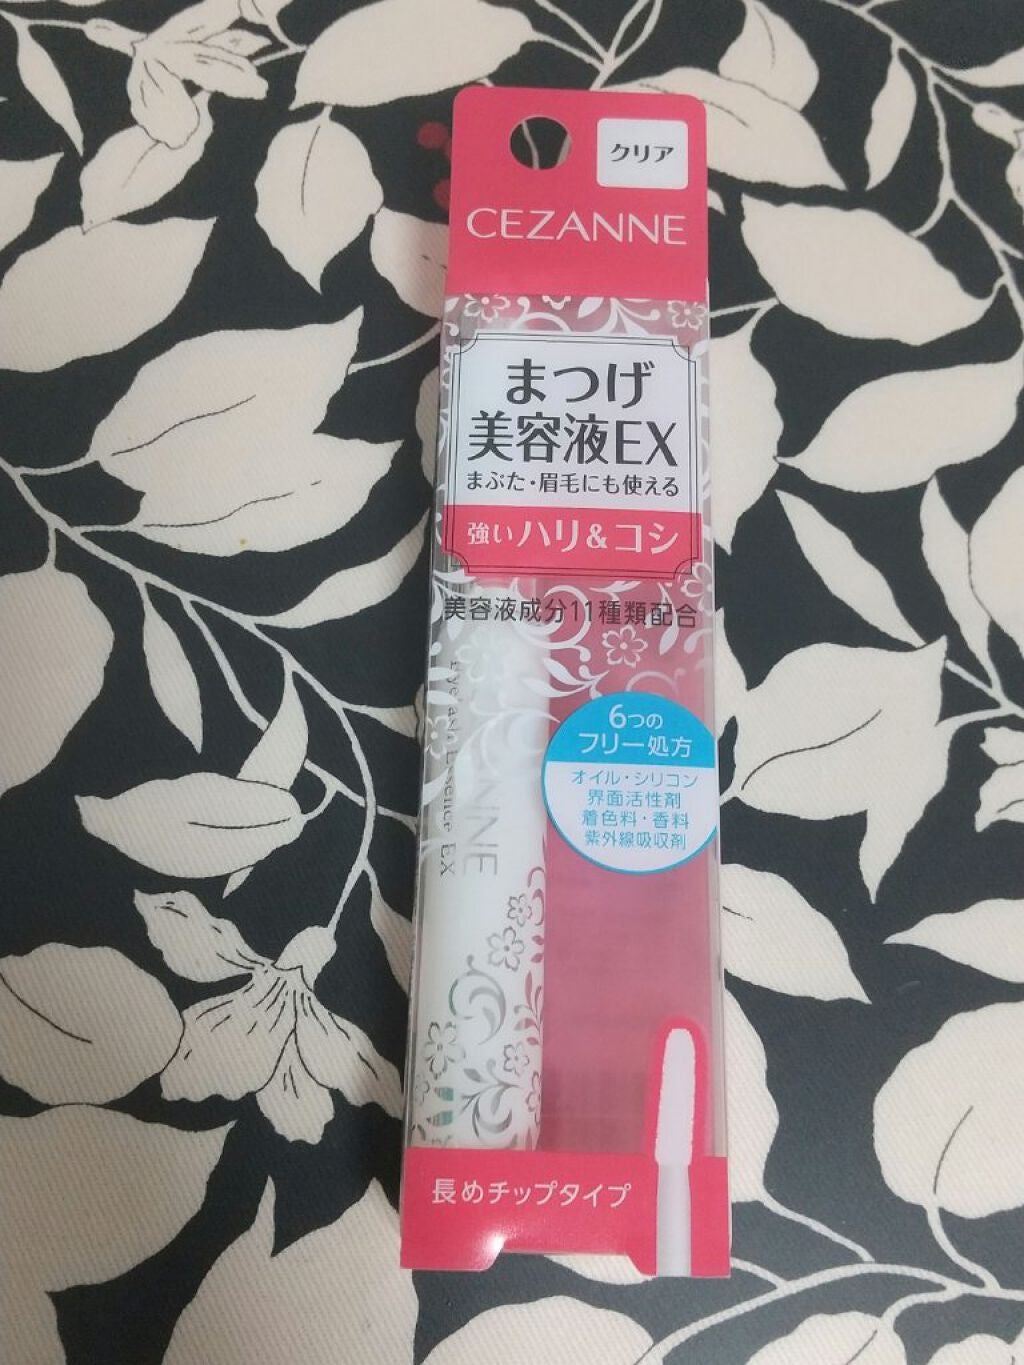 クリア
CEZANNE
まつげ
美容液EX
まぶた・眉毛にも使える
強いハリ&コシ
美容液成分11種類配合
6つの
フリー処方
オイル・シリコン
界面活性剤
着色料・香料
紫外線吸収剤
Eyelash Essence EX
CEZANNE
長めチップタイプ